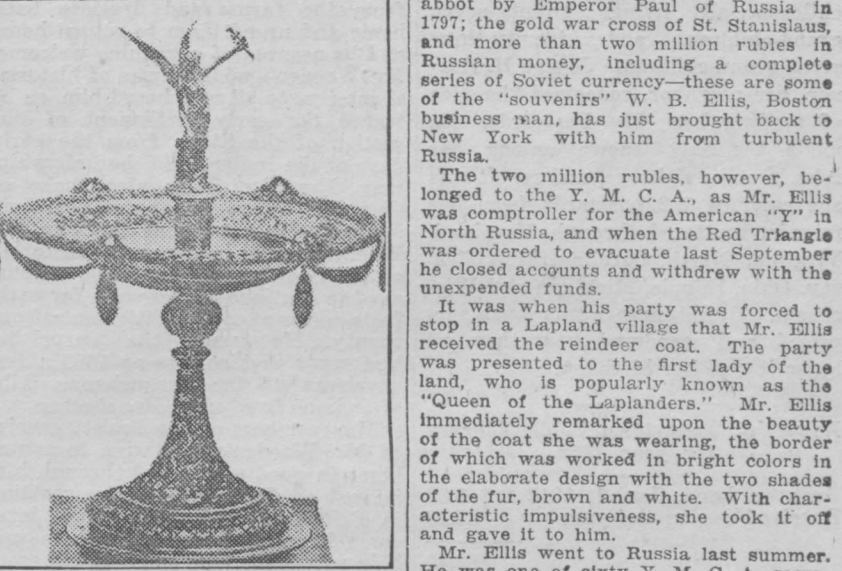 abbot by Emperor Paul of Russia in
1797; the gold war cross of St. Stanislaus,
and more than two million rubles in
Russian money, including a complete
series of Soviet currency—these are some
of the "souvenirs" W. B. Ellis, Boston
business man, has just brought back to
New York with him from turbulent
Russia.
The two million rubles, however, be-
longed to the Y. M. C. A., as Mr. Ellis
was comptroller for the American "Y" in
North Russia, and when the Red Triangle
was ordered to evacuate last September
he closed accounts and withdrew with the
unexpended funds.
It was when his party was forced to
stop in a Lapland village that Mr. Ellis
received the reindeer coat. The party
was presented to the first lady of the
land, who is popularly known as the
"Queen of the Laplanders." Mr. Ellis
immediately remarked upon the beauty
of the coat she was wearing, the border
of which was worked in bright colors in
the elaborate design with the two shades
of the fur, brown and white. With char-
acteristic impulsiveness, she took it off
and gave it to him.
Mr. Ellis went to Russia last summer.
He was one of sixty Y. M. C. A.